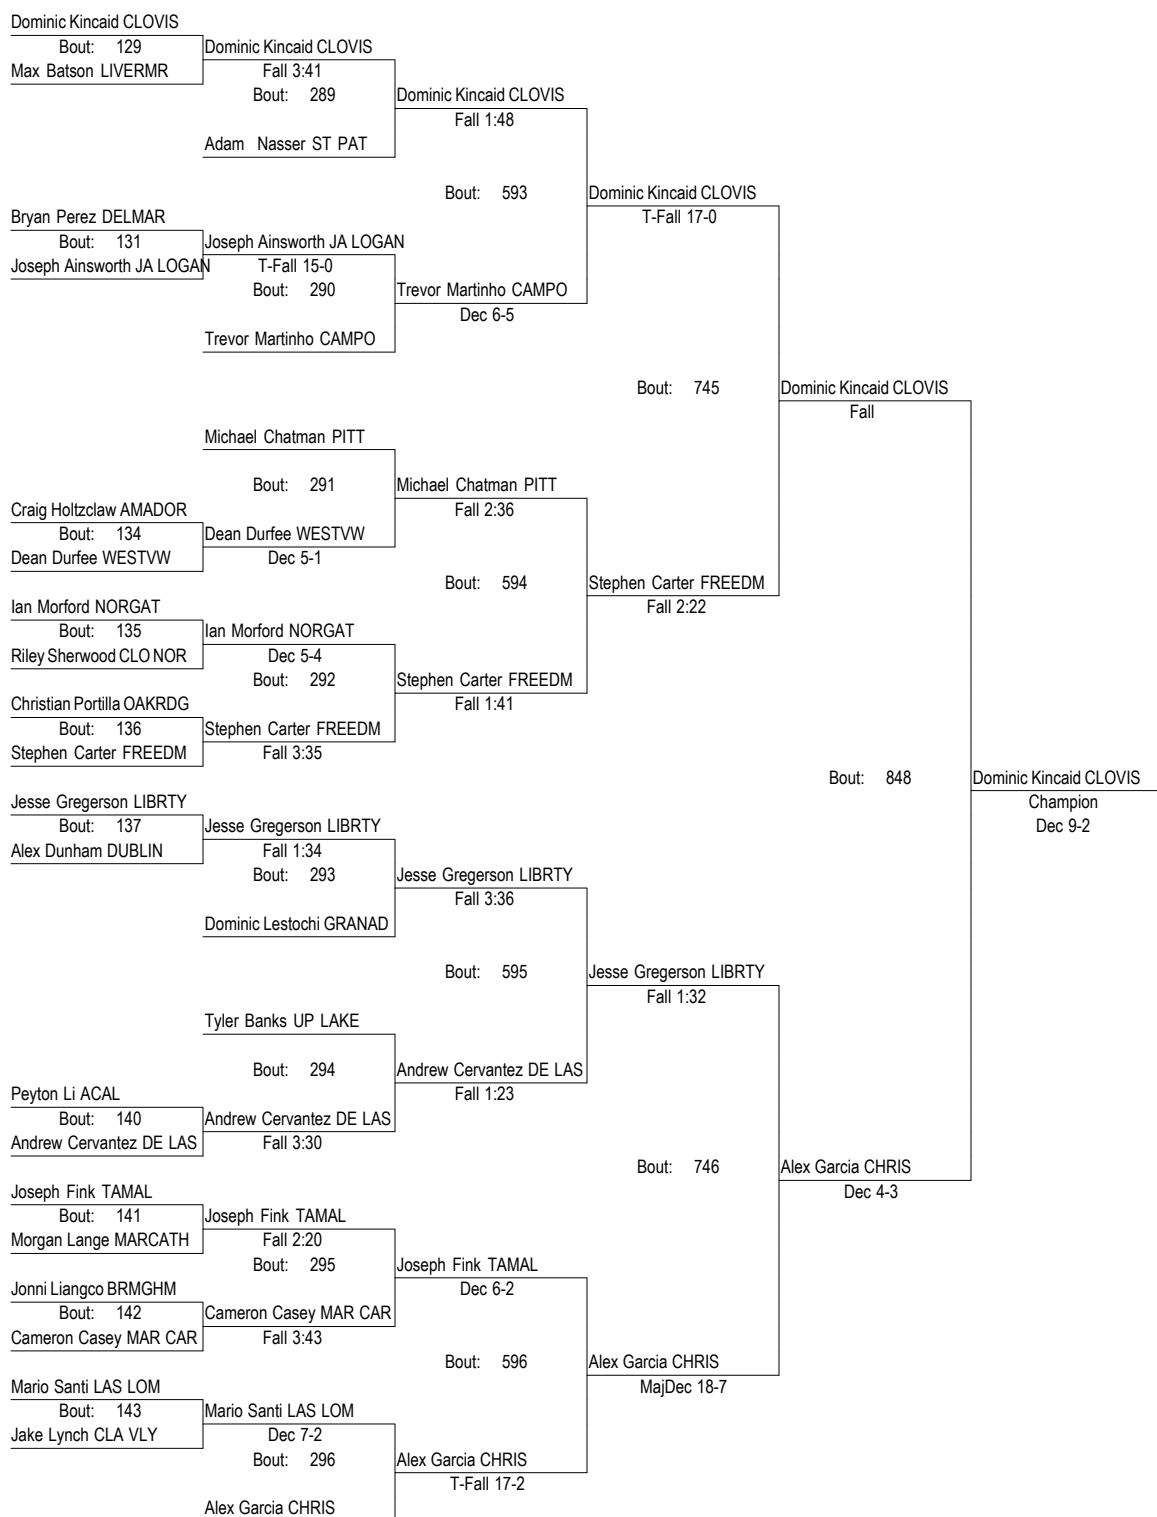 Dominic Kincaid CLOVIS
Bout: 129
Dominic Kincaid CLOVIS
Max Batson LIVERMR
Fall 3:41
Bout: 289
Dominic Kincaid CLOVIS
Fall 1:48
Adam Nasser ST PAT
Bout: 593
Dominic Kincaid CLOVIS
T-Fall 17-0
Bryan Perez DELMAR
Bout: 131
Joseph Ainsworth JA LOGAN
Joseph Ainsworth JA LOGAN
T-Fall 15-0
Bout: 290
Trevor Martinho CAMPO
Dec 6-5
Trevor Martinho CAMPO
Bout: 745
Dominic Kincaid CLOVIS
Fall
Michael Chatman PITT
Bout: 291
Michael Chatman PITT
Fall 2:36
Craig Holtzclaw AMADOR
Bout: 134
Dean Durfee WESTVW
Dean Durfee WESTVW
Dec 5-1
Bout: 594
Stephen Carter FREEDM
Fall 2:22
Ian Morford NORGAT
Bout: 135
Ian Morford NORGAT
Riley Sherwood CLO NOR
Dec 5-4
Bout: 292
Stephen Carter FREEDM
Fall 1:41
Christian Portilla OAKRDG
Bout: 136
Stephen Carter FREEDM
Stephen Carter FREEDM
Fall 3:35
Bout: 848
Dominic Kincaid CLOVIS
Champion
Dec 9-2
Jesse Gregerson LIBRTY
Bout: 137
Jesse Gregerson LIBRTY
Alex Dunham DUBLIN
Fall 1:34
Bout: 293
Jesse Gregerson LIBRTY
Fall 3:36
Dominic Lestochi GRANAD
Bout: 595
Jesse Gregerson LIBRTY
Fall 1:32
Tyler Banks UP LAKE
Bout: 294
Andrew Cervantez DE LAS
Fall 1:23
Peyton Li ACAL
Bout: 140
Andrew Cervantez DE LAS
Andrew Cervantez DE LAS
Fall 3:30
Bout: 746
Alex Garcia CHRIS
Dec 4-3
Joseph Fink TAMAL
Bout: 141
Joseph Fink TAMAL
Morgan Lange MARCATH
Fall 2:20
Bout: 295
Joseph Fink TAMAL
Dec 6-2
Jonni Liangco BRMGHM
Bout: 142
Cameron Casey MAR CAR
Cameron Casey MAR CAR
Fall 3:43
Bout: 596
Alex Garcia CHRIS
MajDec 18-7
Mario Santi LAS LOM
Bout: 143
Mario Santi LAS LOM
Jake Lynch CLA VLY
Dec 7-2
Bout: 296
Alex Garcia CHRIS
T-Fall 17-2
Alex Garcia CHRIS